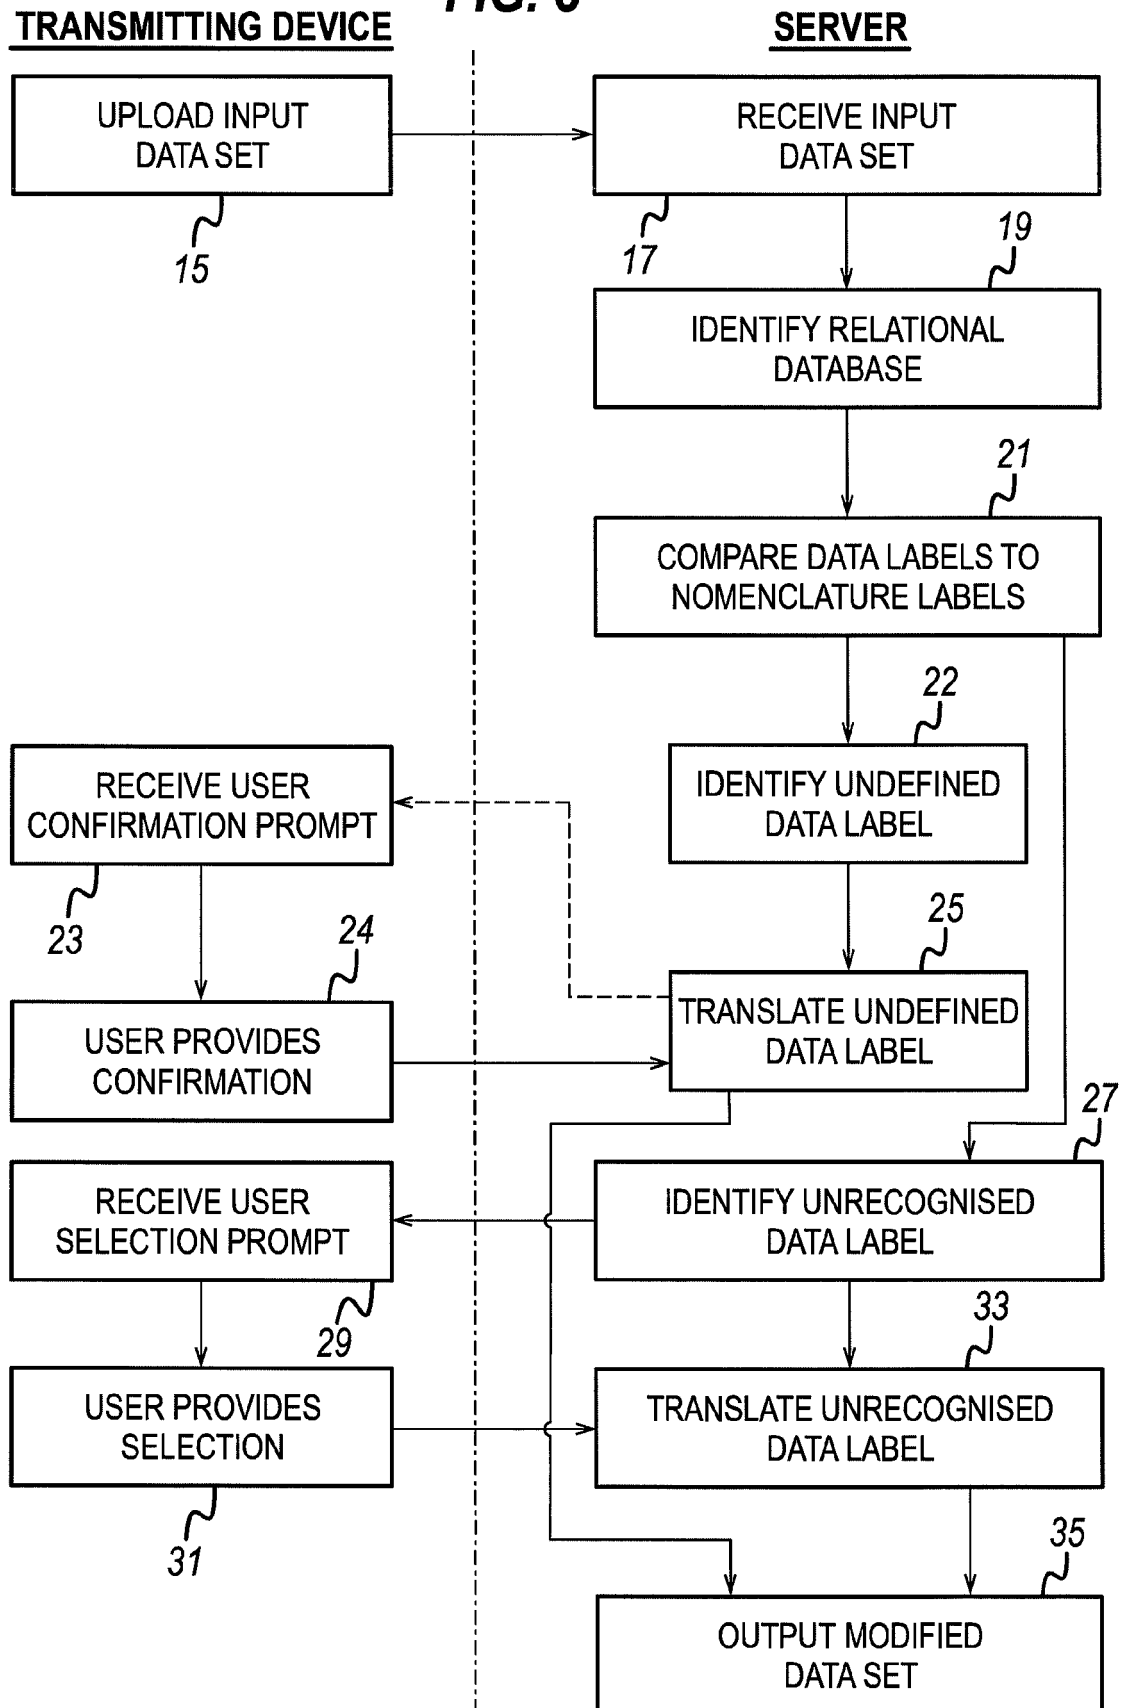 TRANSMITTING DEVICE
SERVER
UPLOAD INPUT
DATA SET
15
RECEIVE INPUT
DATA SET
17
19
IDENTIFY RELATIONAL
DATABASE
21
COMPARE DATA LABELS TO
NOMENCLATURE LABELS
22
IDENTIFY UNDEFINED
DATA LABEL
RECEIVE USER
CONFIRMATION PROMPT
23
24
USER PROVIDES
CONFIRMATION
25
TRANSLATE UNDEFINED
DATA LABEL
27
IDENTIFY UNRECOGNISED
DATA LABEL
RECEIVE USER
SELECTION PROMPT
29
USER PROVIDES
SELECTION
31
33
TRANSLATE UNRECOGNISED
DATA LABEL
35
OUTPUT MODIFIED
DATA SET